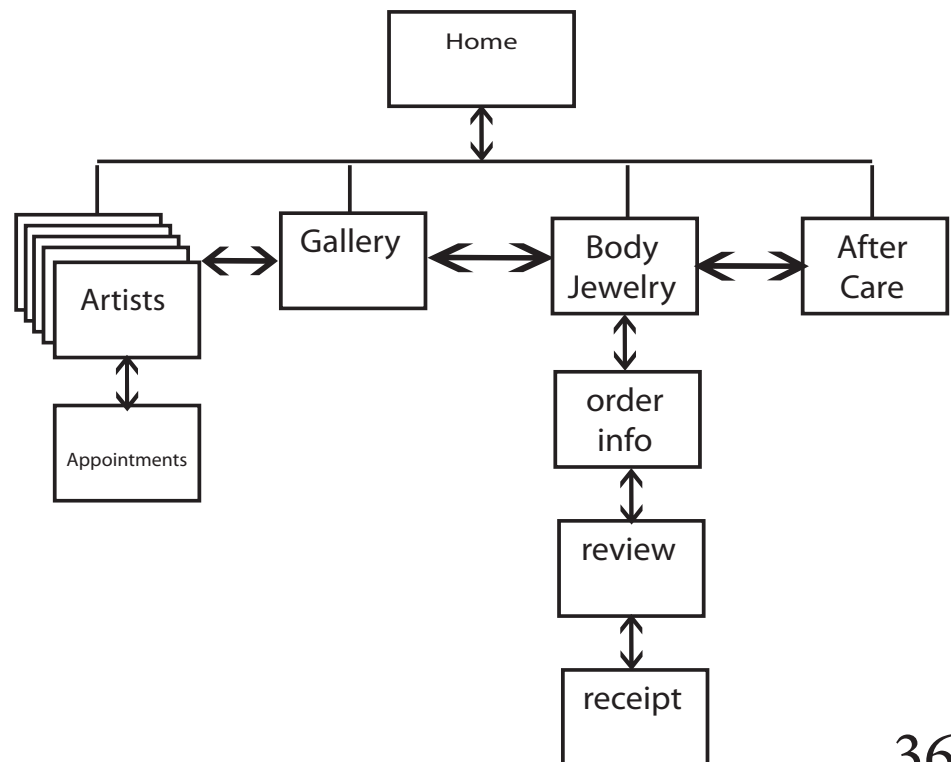 Home
Artists
Gallery
Body
Jewelry
After
Care
Appointments
order
info
review
receipt
36